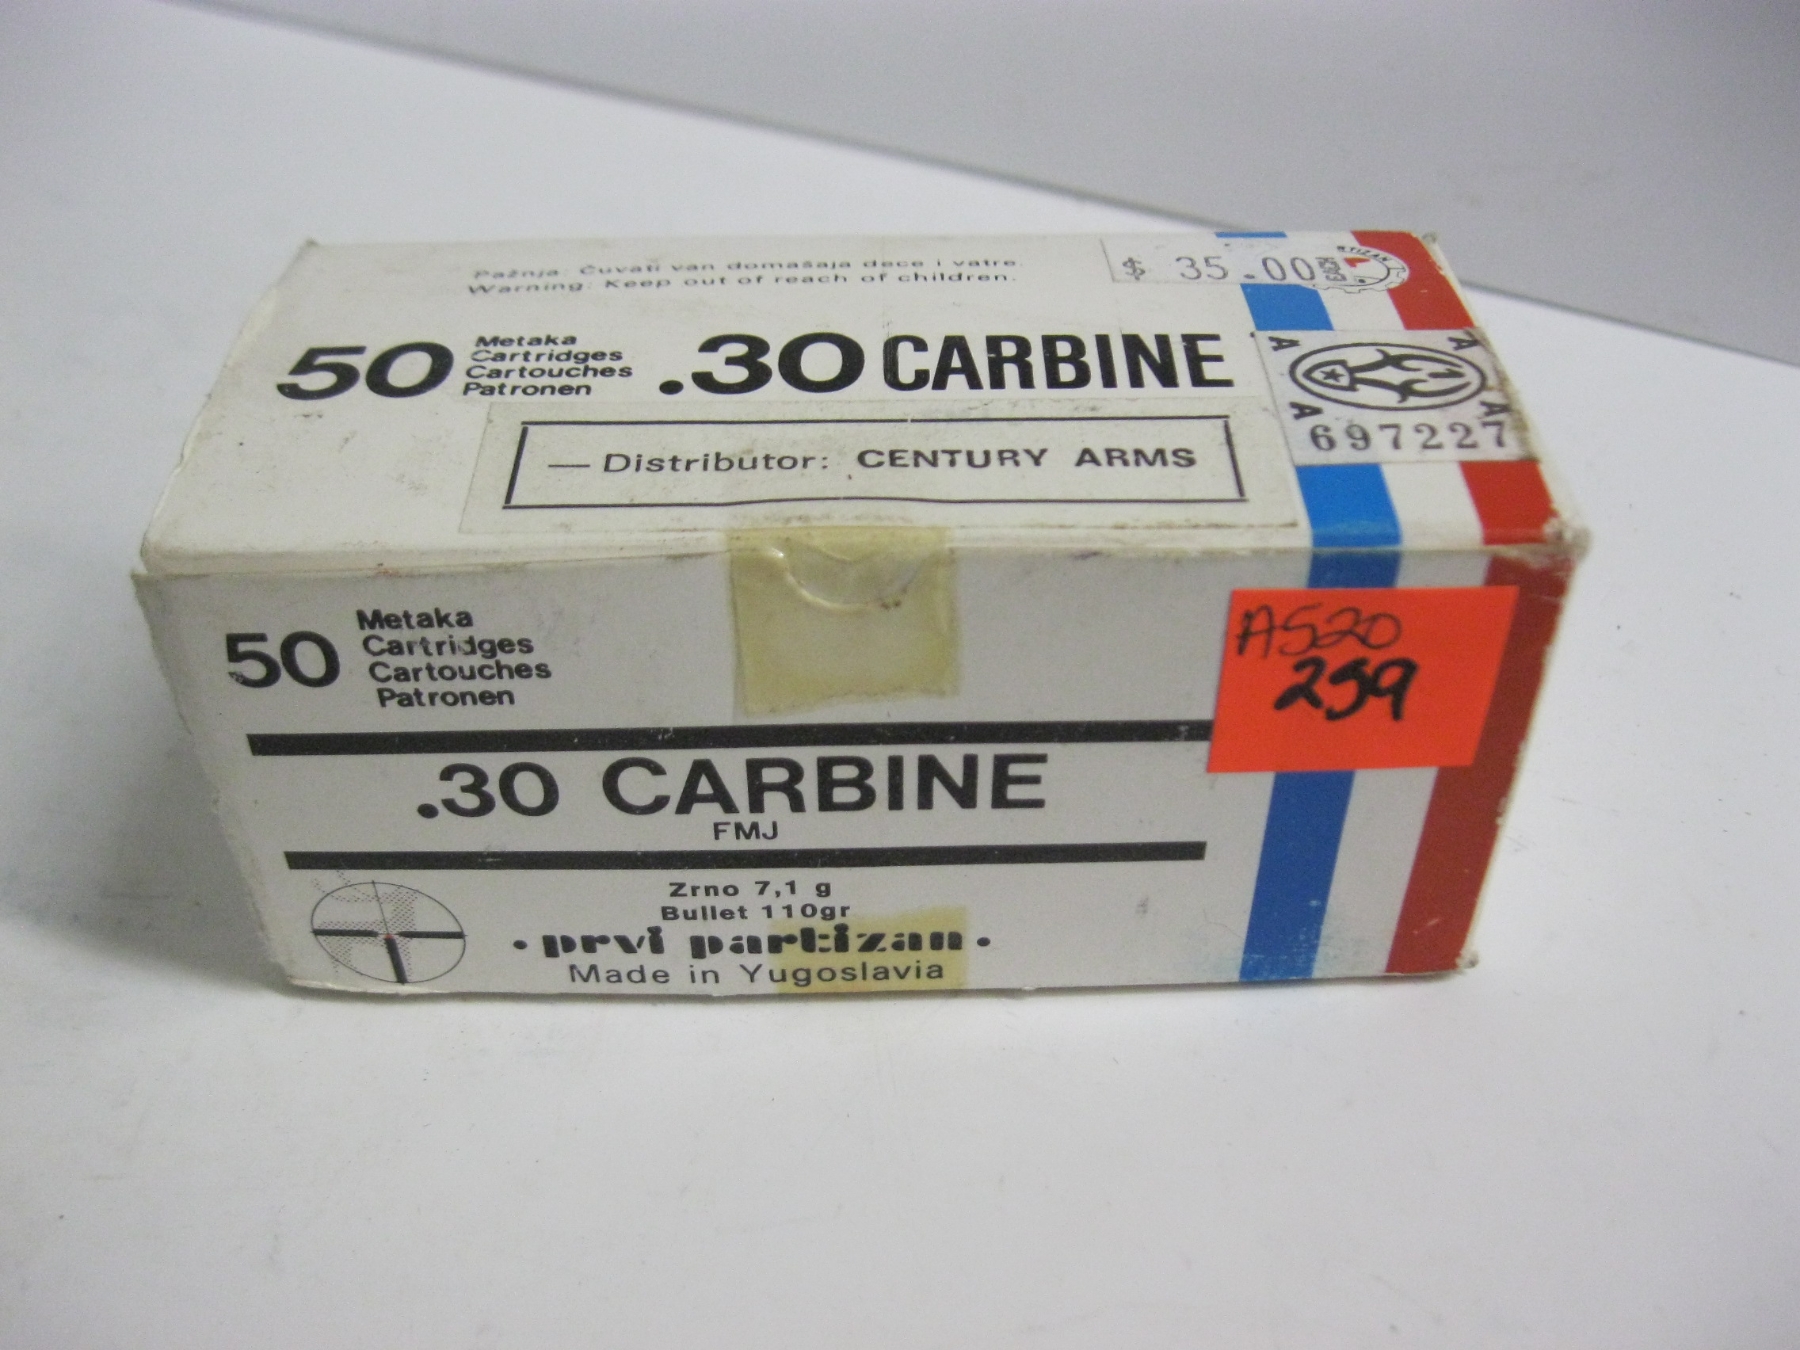 Pažnja: Čuvati van domašaja dece i vatre.
Warning: Keep out of reach of children.
$ 35.00 EACH
50
Metaka
Cartridges
Cartouches
Patronen
.30 CARBINE
A A
A A
697227
— Distributor: CENTURY ARMS
50
Metaka
Cartridges
Cartouches
Patronen
A520
259
.30 CARBINE
FMJ
Zrno 7,1 g
Bullet 110gr
• prvi partizan •
Made in Yugoslavia